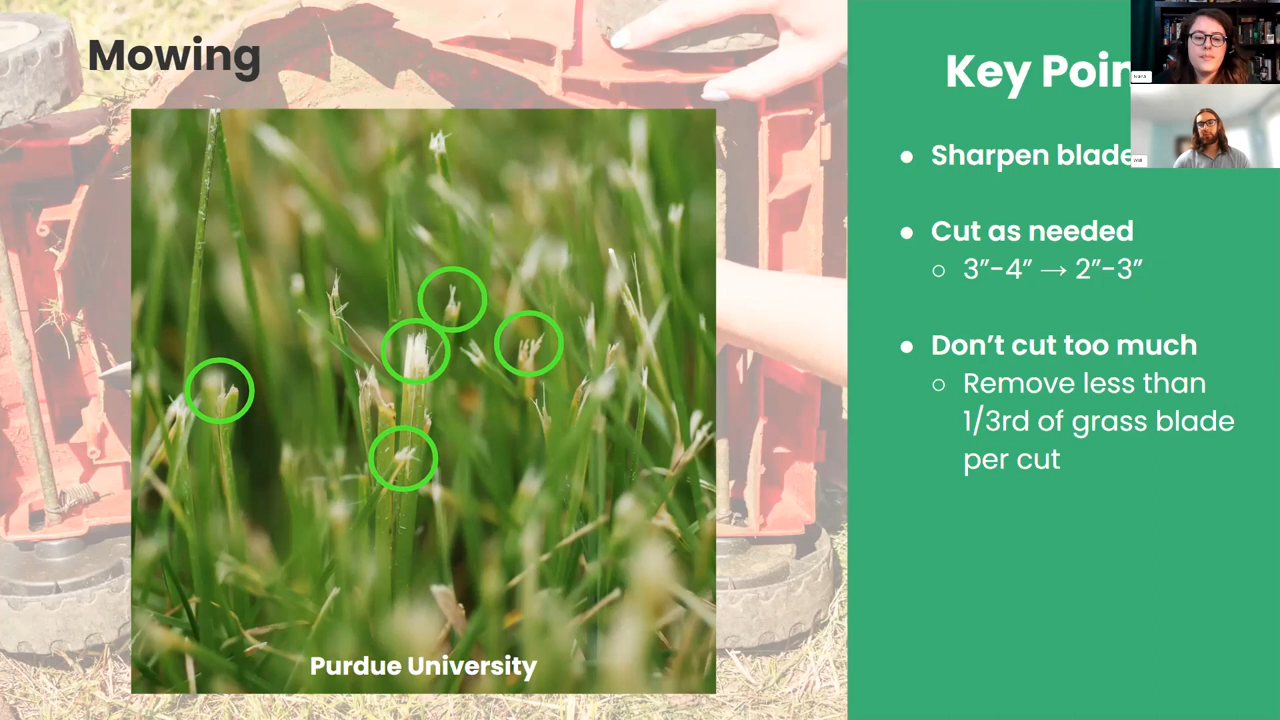 Mowing
Key Poin
• Sharpen blade
• Cut as needed
○ 3”-4” → 2”-3”
• Don’t cut too much
○ Remove less than
1/3rd of grass blade
per cut
Purdue University